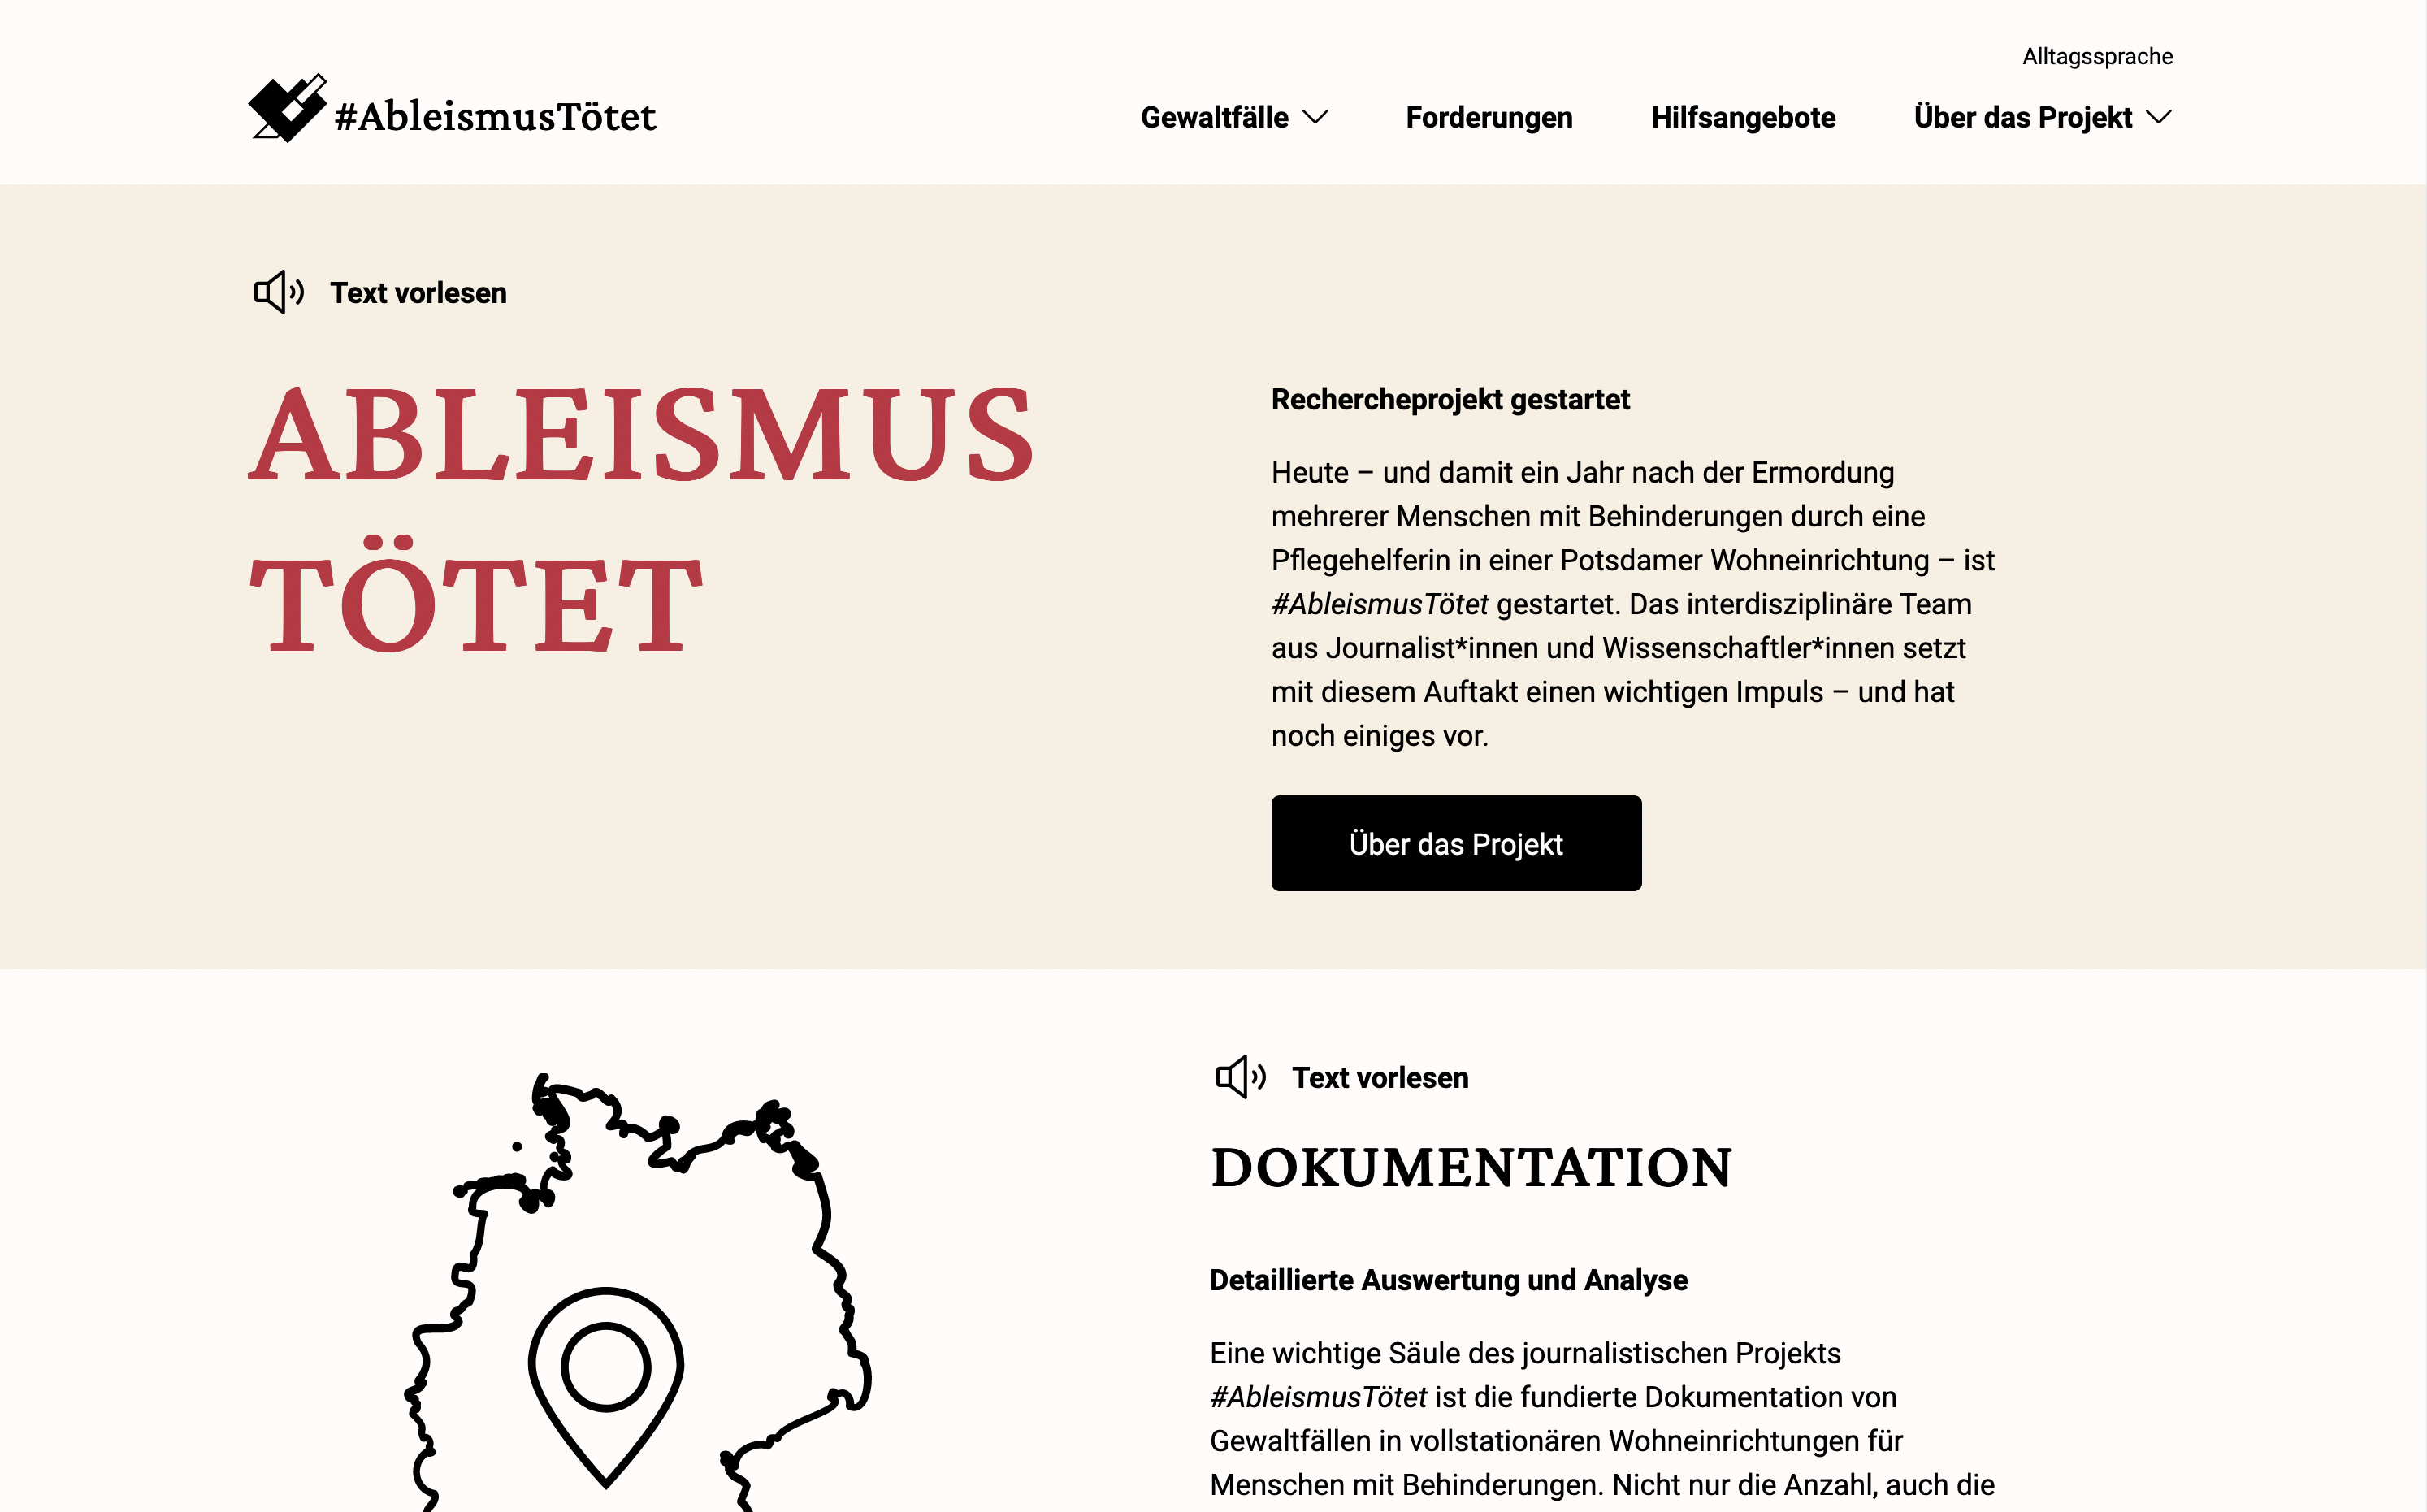 Alltagssprache
#AbleismusTötet
Gewaltfälle
Forderungen
Hilfsangebote
Über das Projekt
Text vorlesen
ABLEISMUS
TÖTET
Rechercheprojekt gestartet
Heute – und damit ein Jahr nach der Ermordung
mehrerer Menschen mit Behinderungen durch eine
Pflegehelferin in einer Potsdamer Wohneinrichtung – ist
#AbleismusTötet gestartet. Das interdisziplinäre Team
aus Journalist*innen und Wissenschaftler*innen setzt
mit diesem Auftakt einen wichtigen Impuls – und hat
noch einiges vor.
Über das Projekt
Text vorlesen
DOKUMENTATION
Detaillierte Auswertung und Analyse
Eine wichtige Säule des journalistischen Projekts
#AbleismusTötet ist die fundierte Dokumentation von
Gewaltfällen in vollstationären Wohneinrichtungen für
Menschen mit Behinderungen. Nicht nur die Anzahl, auch die